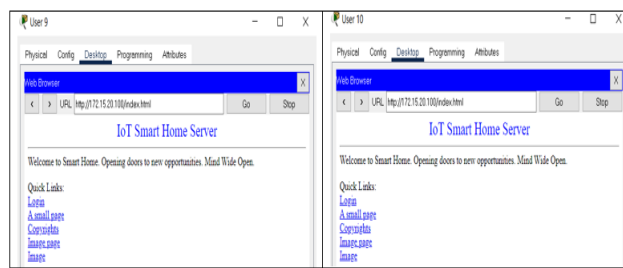 User 9
Physical Config Desktop Programming Attributes
Web Browser X
< > URL http://172.15.20.100/index.html Go Stop
IoT Smart Home Server
Welcome to Smart Home. Opening doors to new opportunities. Mind Wide Open.
Quick Links:
Login
A small page
Copyrights
Image page
Image
User 10
Physical Config Desktop Programming Attributes
Web Browser X
< > URL http://172.15.20.100/index.html Go Stop
IoT Smart Home Server
Welcome to Smart Home. Opening doors to new opportunities. Mind Wide Open.
Quick Links:
Login
A small page
Copyrights
Image page
Image